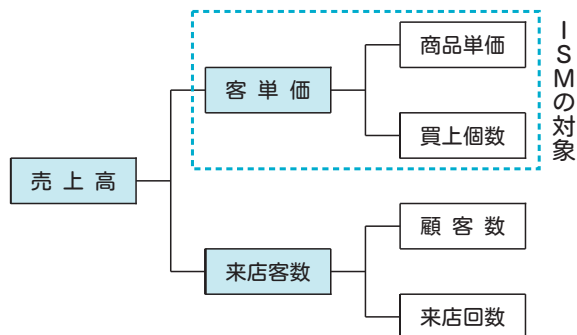 商品単価
客単価
買上個数
ISMの対象
売上高
顧客数
来店客数
来店回数